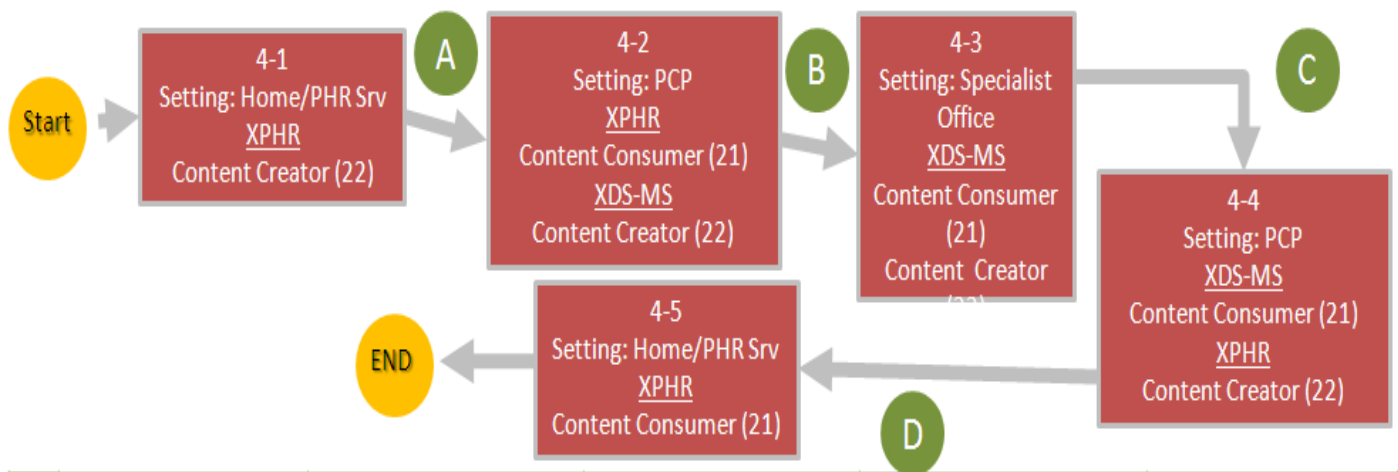 Start
4-1
Setting: Home/PHR Srv
XPHR
Content Creator (22)
A
4-2
Setting: PCP
XPHR
Content Consumer (21)
XDS-MS
Content Creator (22)
B
4-3
Setting: Specialist
Office
XDS-MS
Content Consumer
(21)
Content Creator
C
4-4
Setting: PCP
XDS-MS
Content Consumer (21)
XPHR
Content Creator (22)
D
4-5
Setting: Home/PHR Srv
XPHR
Content Consumer (21)
END